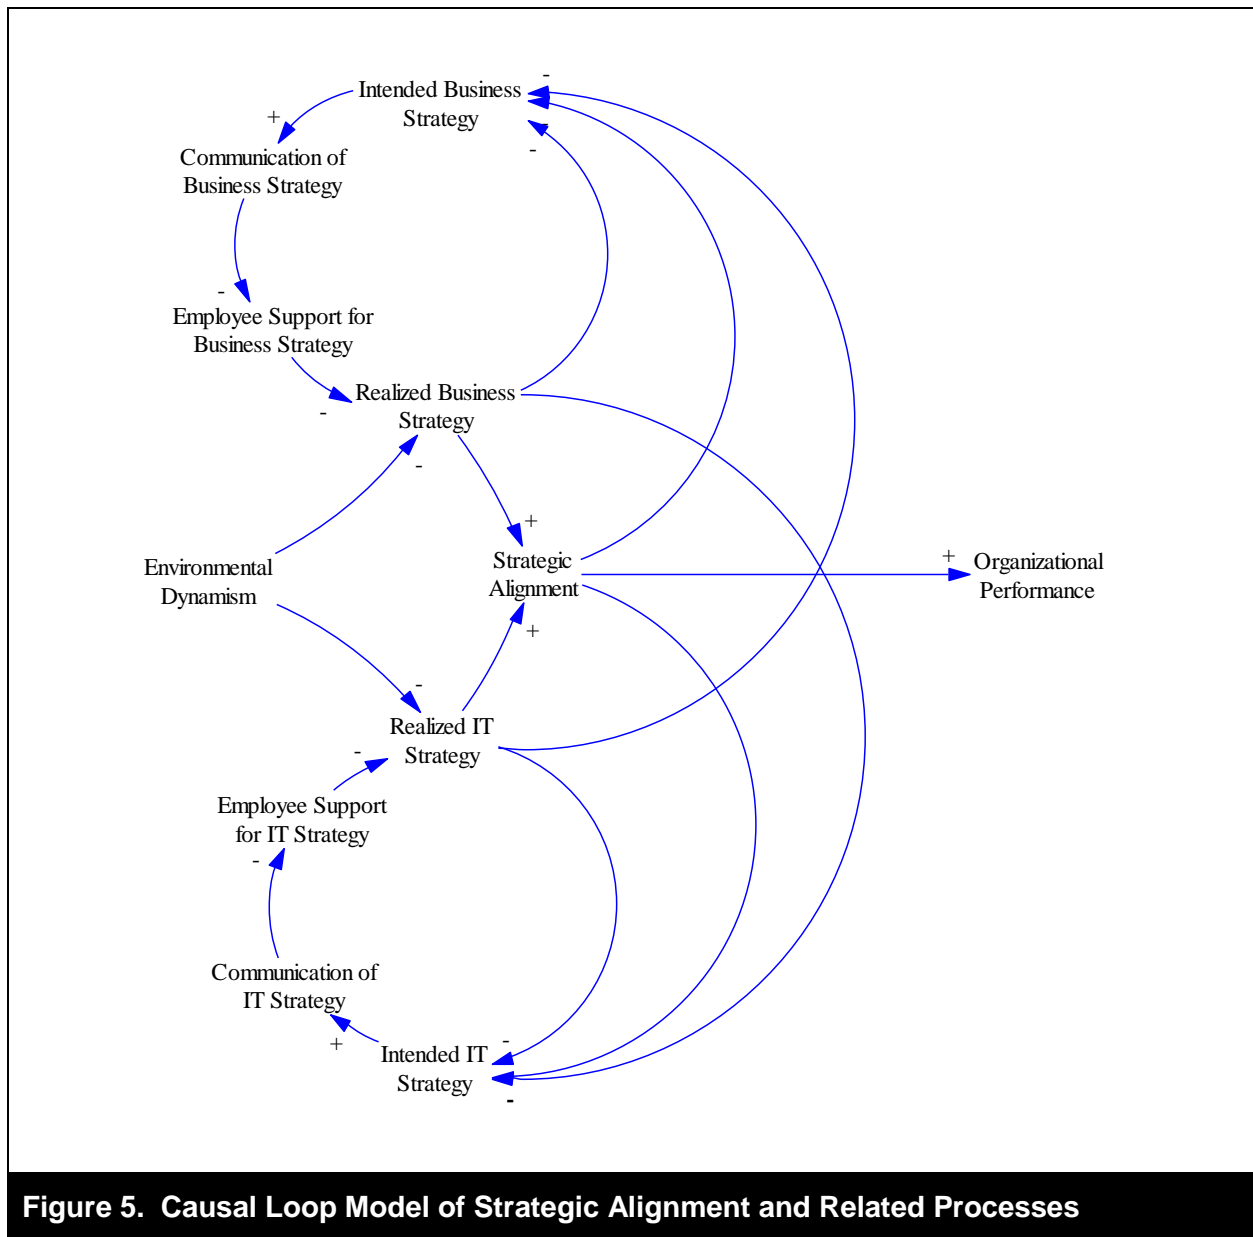 -
Intended Business
Strategy
-
-
+
Communication of
Business Strategy
-
Employee Support for
Business Strategy
-
Realized Business
Strategy
-
+
Strategic
Alignment
+
Organizational
Performance
Environmental
Dynamism
+
-
Realized IT
Strategy
-
Employee Support
for IT Strategy
-
Communication of
IT Strategy
+
Intended IT
Strategy
-
-
Figure 5. Causal Loop Model of Strategic Alignment and Related Processes